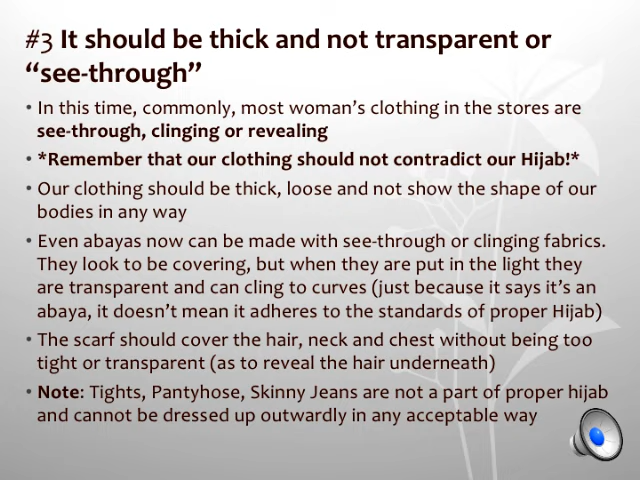 #3 It should be thick and not transparent or
“see-through”
• In this time, commonly, most woman’s clothing in the stores are
see-through, clinging or revealing
• *Remember that our clothing should not contradict our Hijab!*
• Our clothing should be thick, loose and not show the shape of our
bodies in any way
• Even abayas now can be made with see-through or clinging fabrics.
They look to be covering, but when they are put in the light they
are transparent and can cling to curves (just because it says it’s an
abaya, it doesn’t mean it adheres to the standards of proper Hijab)
• The scarf should cover the hair, neck and chest without being too
tight or transparent (as to reveal the hair underneath)
• Note: Tights, Pantyhose, Skinny Jeans are not a part of proper hijab
and cannot be dressed up outwardly in any acceptable way